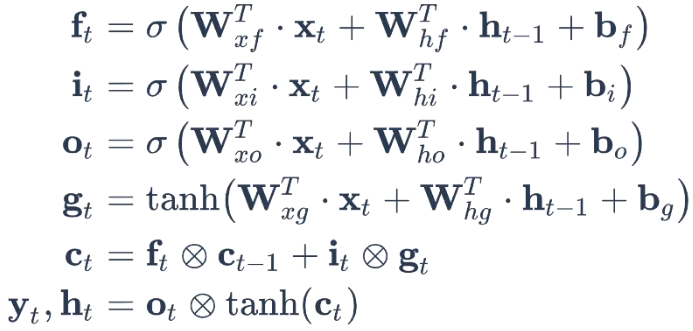 f_t = σ(W_{xf}^T · x_t + W_{hf}^T · h_{t−1} + b_f)
i_t = σ(W_{xi}^T · x_t + W_{hi}^T · h_{t−1} + b_i)
o_t = σ(W_{xo}^T · x_t + W_{ho}^T · h_{t−1} + b_o)
g_t = tanh(W_{xg}^T · x_t + W_{hg}^T · h_{t−1} + b_g)
c_t = f_t ⊗ c_{t−1} + i_t ⊗ g_t
y_t, h_t = o_t ⊗ tanh(c_t)